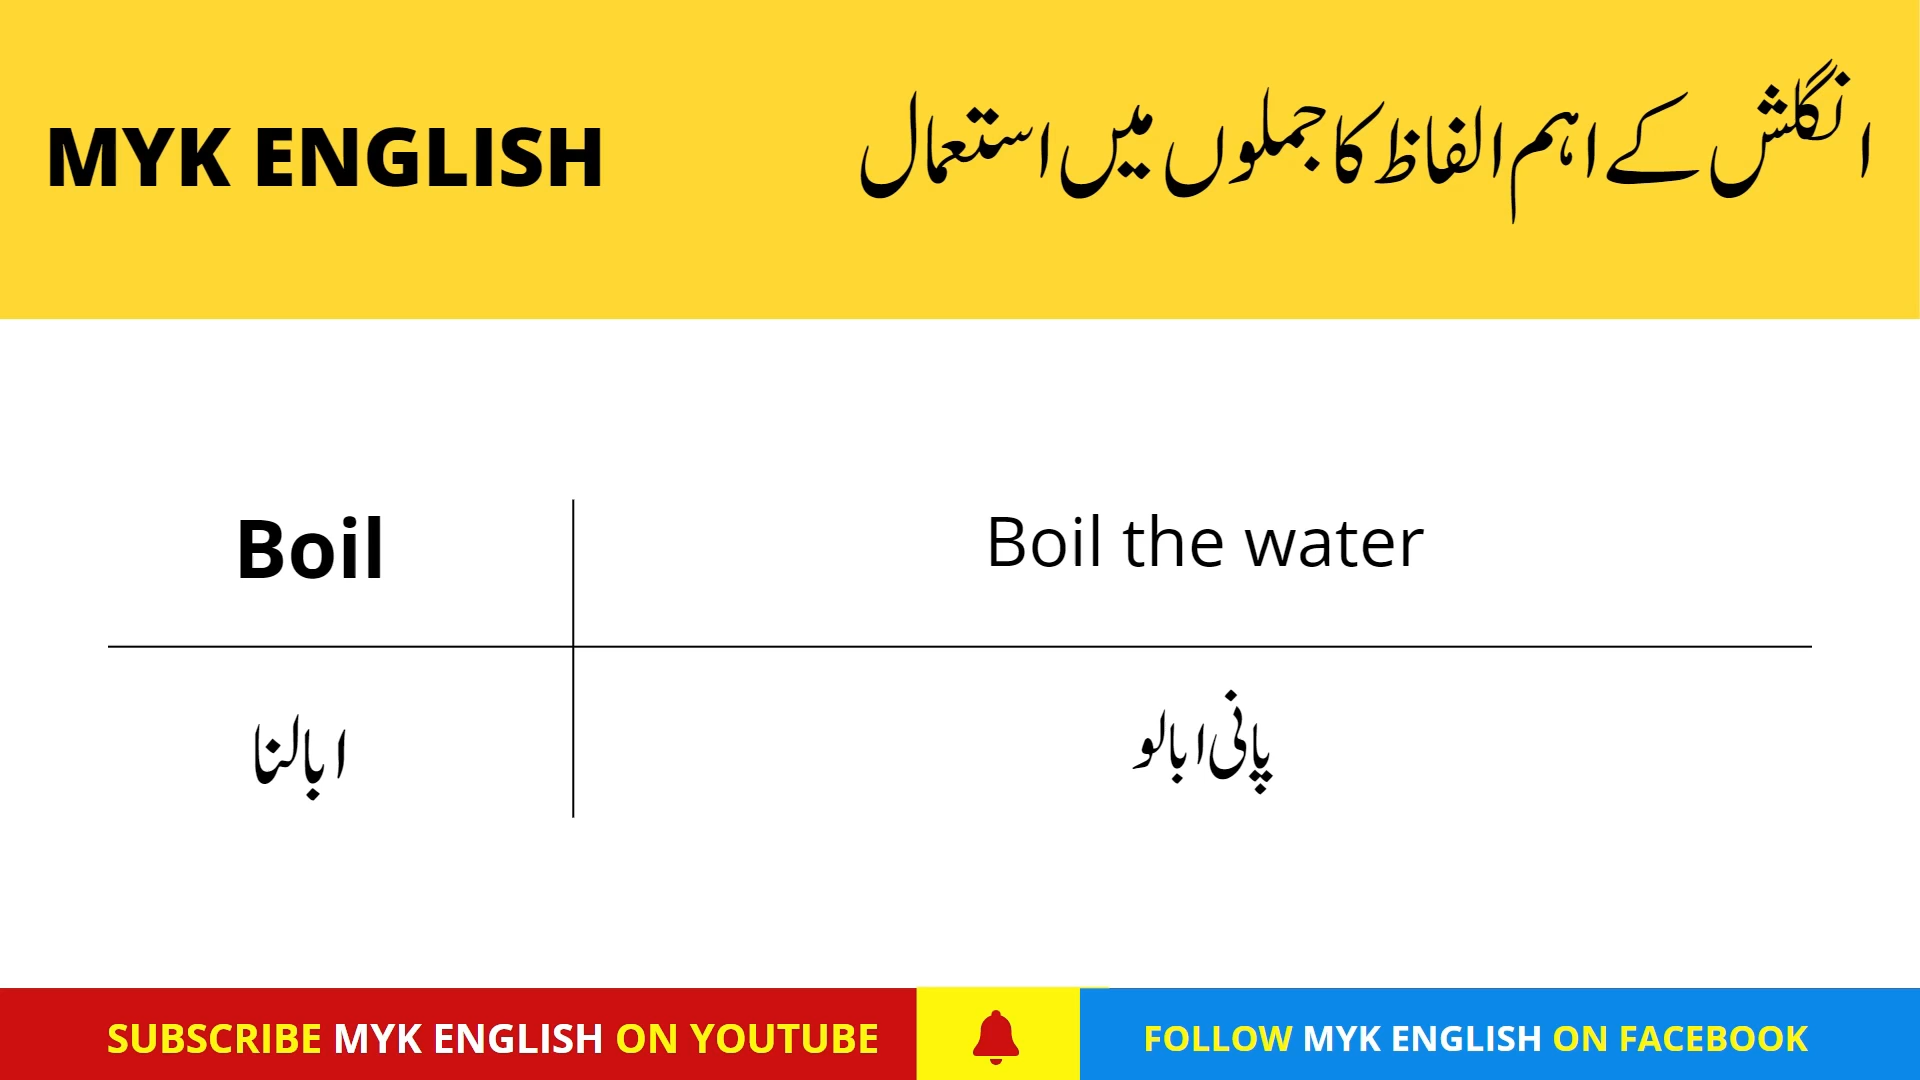 MYK ENGLISH
انگلش کے اہم الفاظ کا جملوں میں استعمال
Boil
Boil the water
ابالنا
پانی ابالو
SUBSCRIBE MYK ENGLISH ON YOUTUBE
FOLLOW MYK ENGLISH ON FACEBOOK